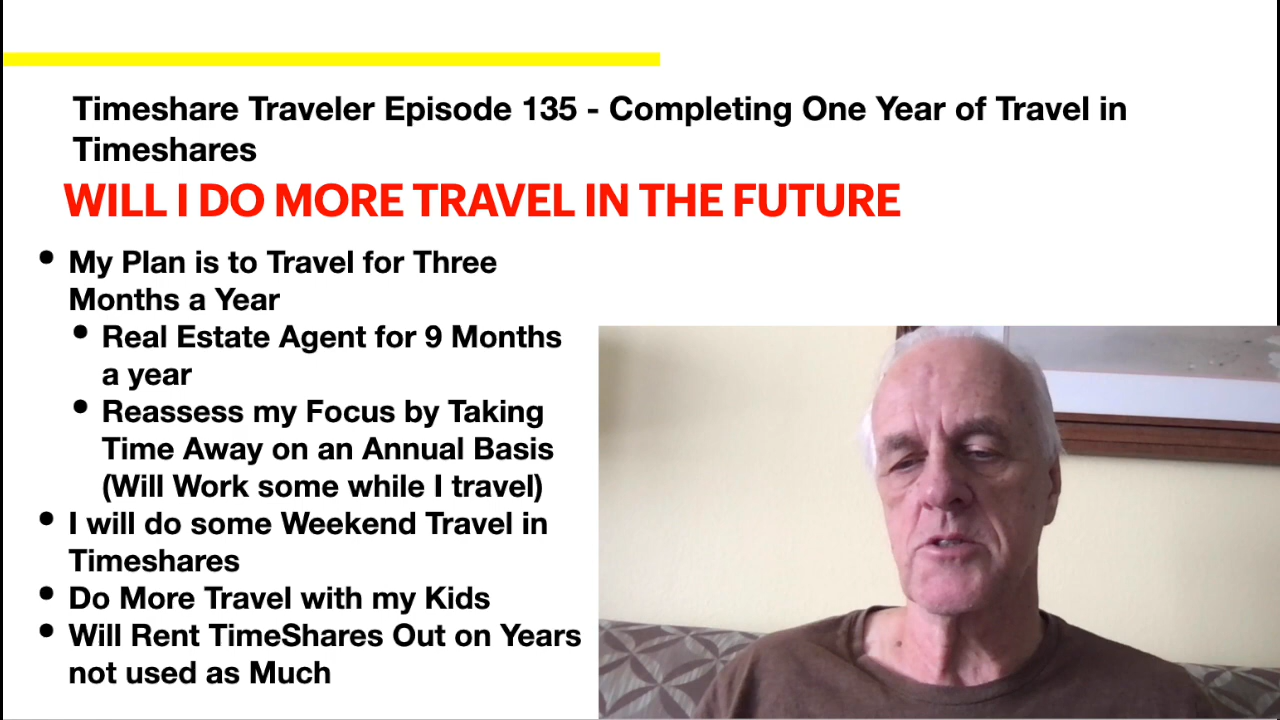 Timeshare Traveler Episode 135 - Completing One Year of Travel in
Timeshares
WILL I DO MORE TRAVEL IN THE FUTURE
• My Plan is to Travel for Three
Months a Year
• Real Estate Agent for 9 Months
a year
• Reassess my Focus by Taking
Time Away on an Annual Basis
(Will Work some while I travel)
• I will do some Weekend Travel in
Timeshares
• Do More Travel with my Kids
• Will Rent TimeShares Out on Years
not used as Much